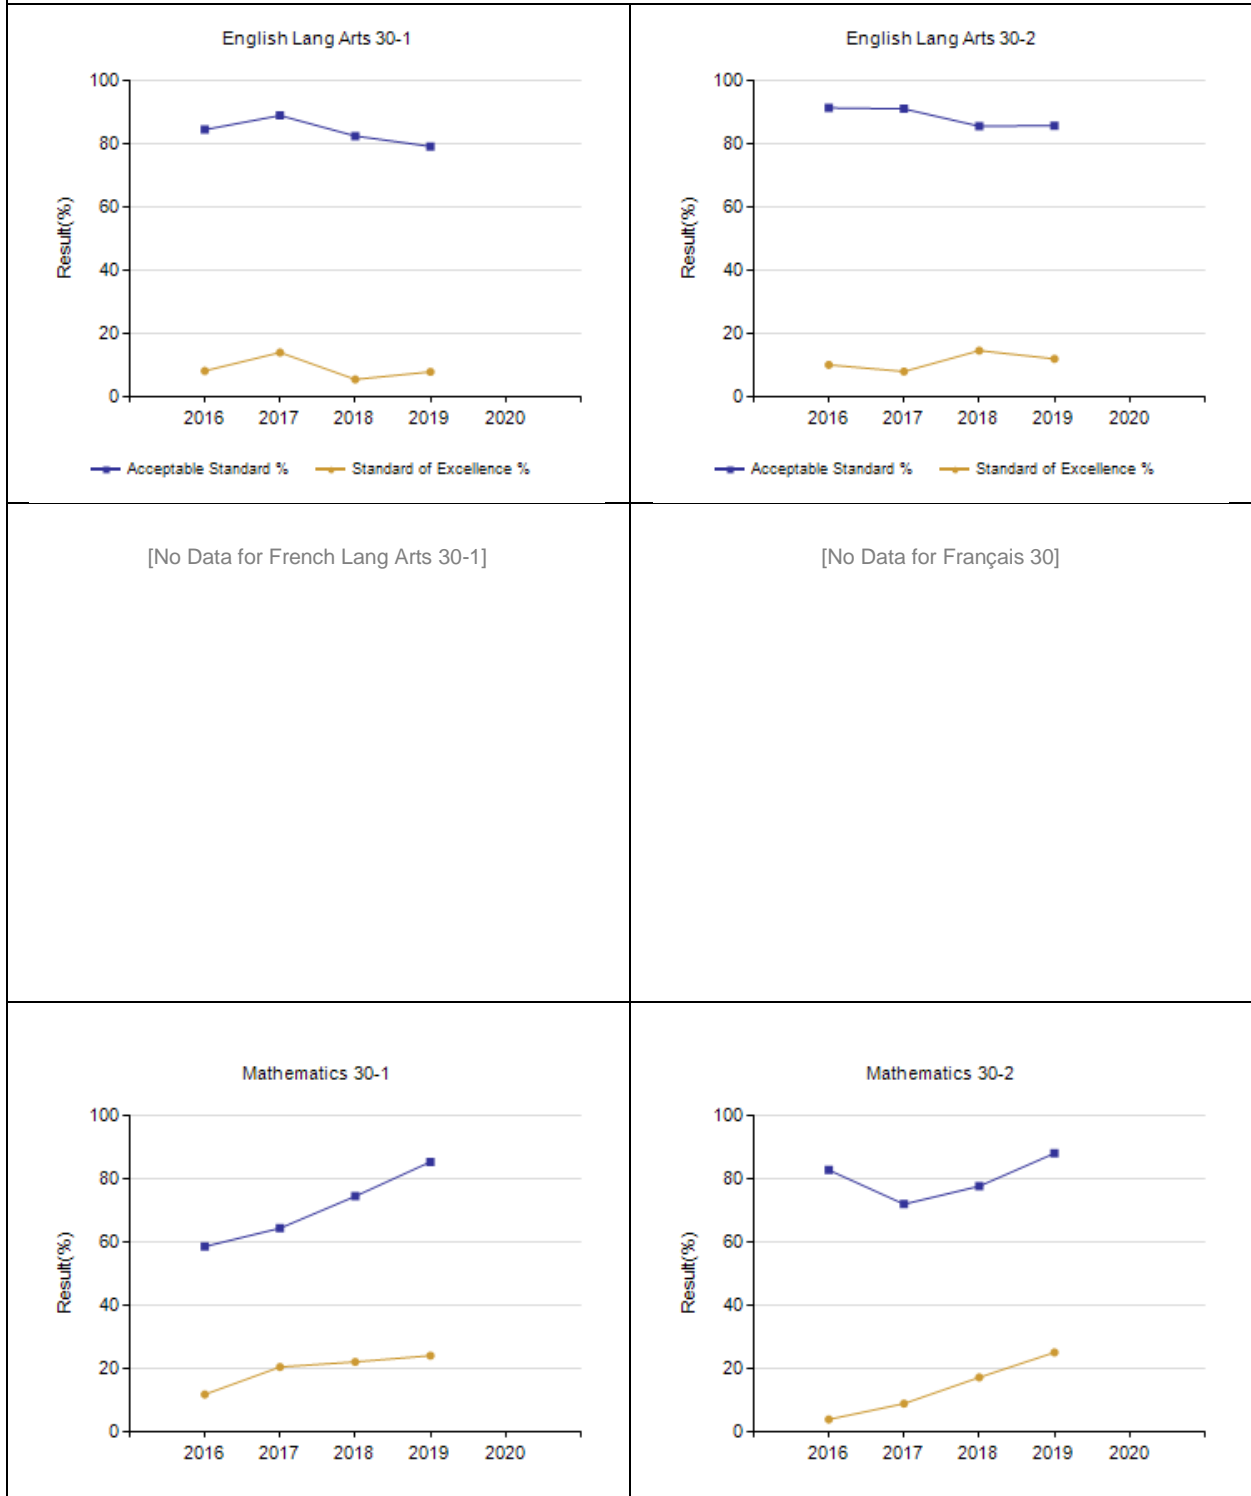 English Lang Arts 30-1
100
80
60
40
20
0
Result(%)
2016 2017 2018 2019 2020
Acceptable Standard % Standard of Excellence %
English Lang Arts 30-2
100
80
60
40
20
0
Result(%)
2016 2017 2018 2019 2020
Acceptable Standard % Standard of Excellence %
[No Data for French Lang Arts 30-1]
[No Data for Français 30]
Mathematics 30-1
100
80
60
40
20
0
Result(%)
2016 2017 2018 2019 2020
Mathematics 30-2
100
80
60
40
20
0
Result(%)
2016 2017 2018 2019 2020